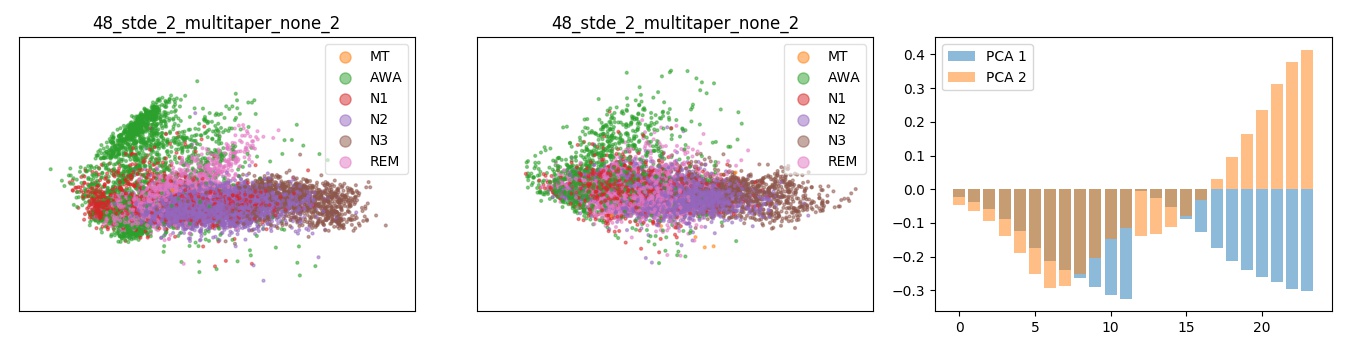 48_stde_2_multitaper_none_2
MT
AWA
N1
N2
N3
REM
48_stde_2_multitaper_none_2
MT
AWA
N1
N2
N3
REM
PCA 1
PCA 2
0.4
0.3
0.2
0.1
0.0
−0.1
−0.2
−0.3
0 5 10 15 20